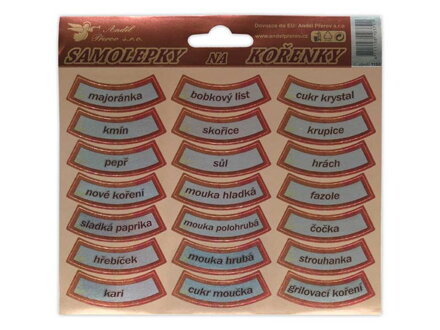 Anděl
Přerov s.r.o.
Dovozce do EU: Anděl Přerov s.r.o.
www.andelprerov.cz
SAMOLEPKY NA KOŘENKY
majoránka bobkový list cukr krystal
kmín skořice krupice
pepř sůl hrách
nové koření mouka hladká fazole
sladká paprika mouka polohrubá čočka
hřebíček mouka hrubá strouhanka
kari cukr moučka grilovací koření